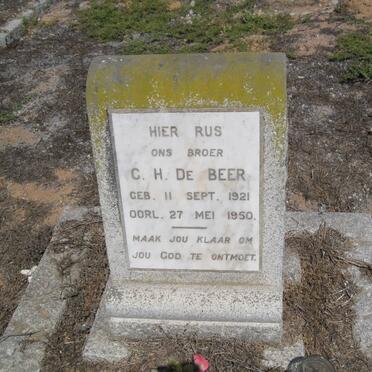 HIER RUS
ONS BROER
C. H. DE BEER
GEB. 11 SEPT. 1921
OORL. 27 MEI 1950.
MAAK JOU KLAAR OM
JOU GOD TE ONTMOET.